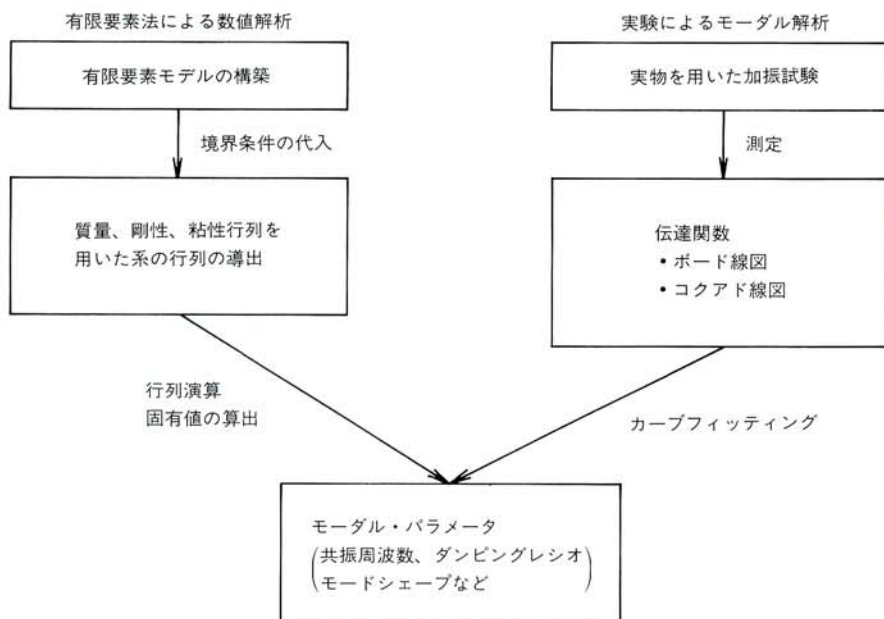 有限要素法による数値解析
有限要素モデルの構築
境界条件の代入
質量、剛性、粘性行列を
用いた系の行列の導出
行列演算
固有値の算出
実験によるモーダル解析
実物を用いた加振試験
測定
伝達関数
• ボード線図
• コクアド線図
カーブフィッティング
モーダル・パラメータ
(共振周波数、ダンピングレシオ
モードシェープなど)